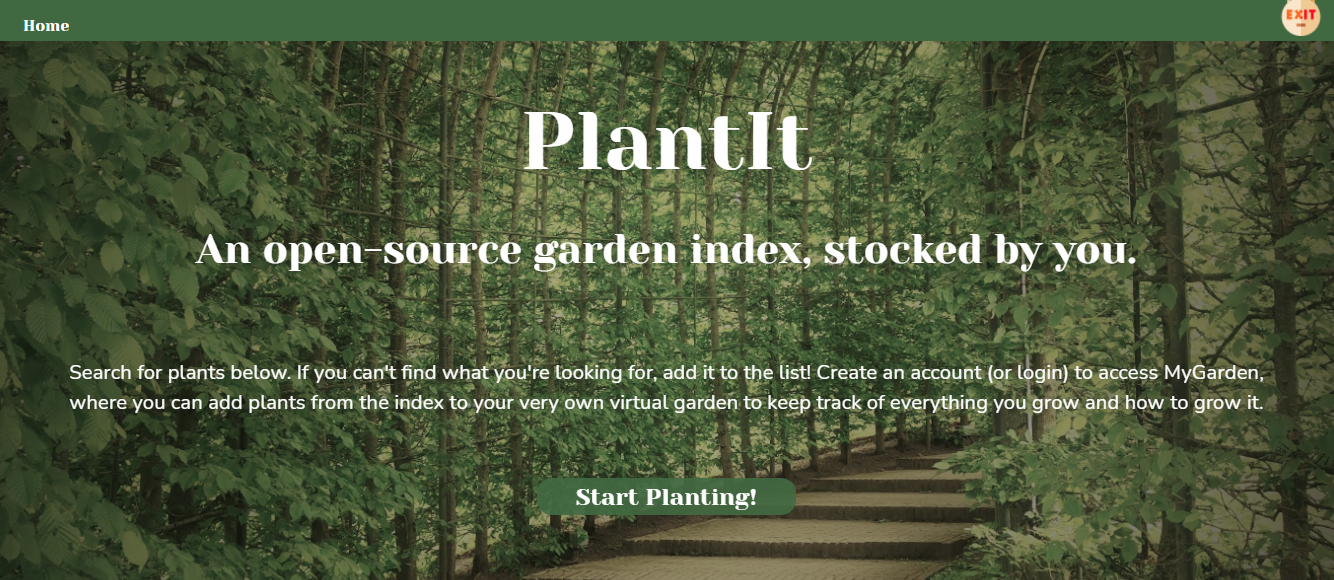 Home
EXIT
PlantIt
An open-source garden index, stocked by you.
Search for plants below. If you can't find what you're looking for, add it to the list! Create an account (or login) to access MyGarden,
where you can add plants from the index to your very own virtual garden to keep track of everything you grow and how to grow it.
Start Planting!